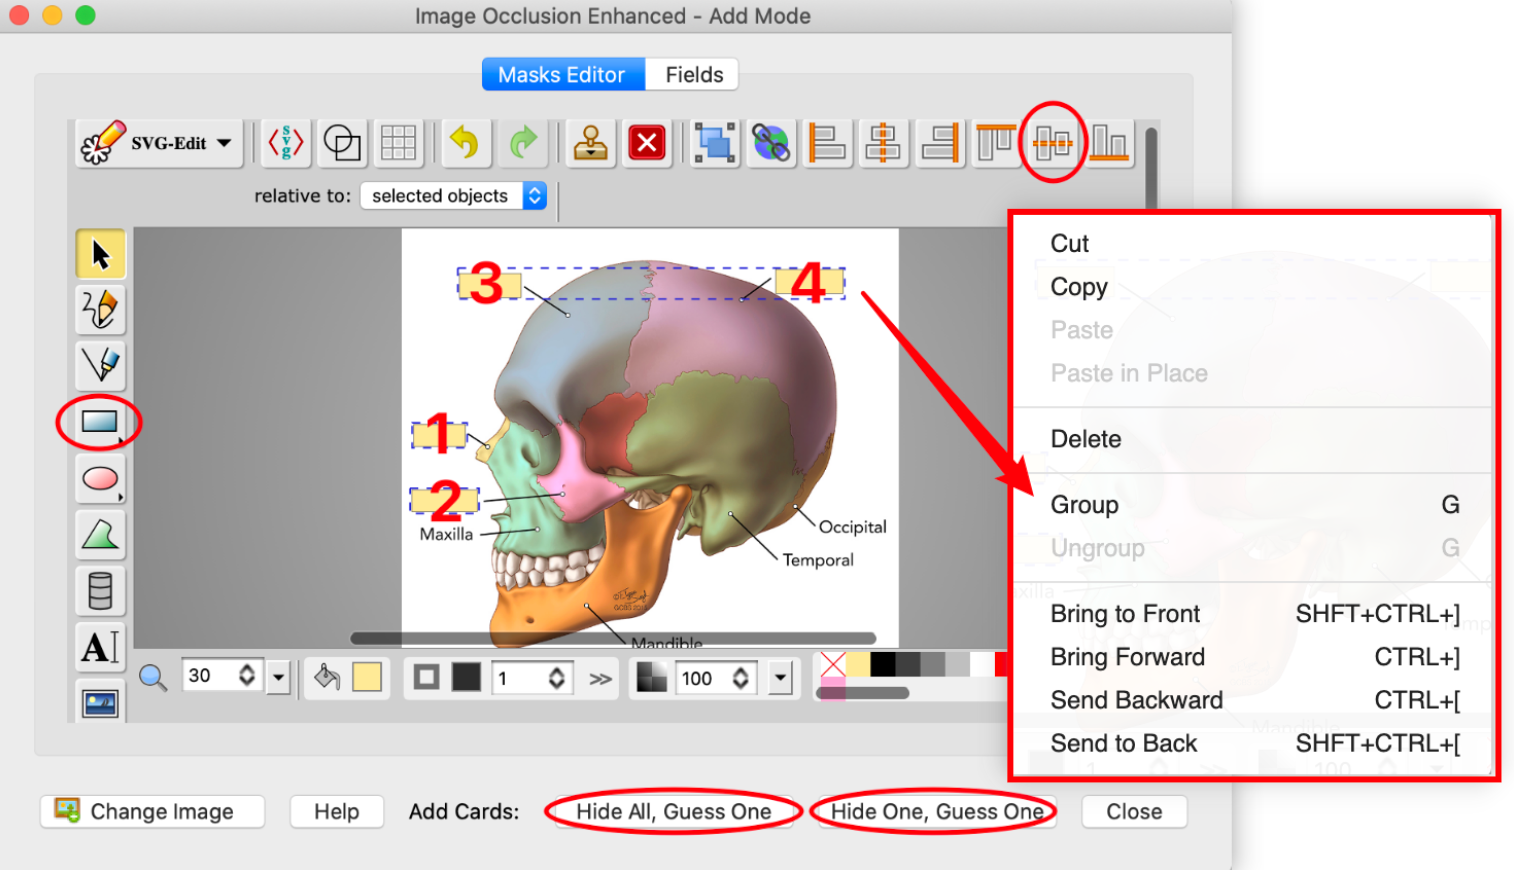 Image Occlusion Enhanced - Add Mode
Masks Editor
Fields
SVG-Edit
svg
relative to: selected objects
3
4
1
2
Maxilla
Occipital
Temporal
Mandible
30
1
>>
100
Cut
Copy
Paste
Paste in Place
Delete
Group G
Ungroup G
Bring to Front SHFT+CTRL+]
Bring Forward CTRL+]
Send Backward CTRL+[
Send to Back SHFT+CTRL+[
A
Change Image
Help
Add Cards:
Hide All, Guess One
Hide One, Guess One
Close